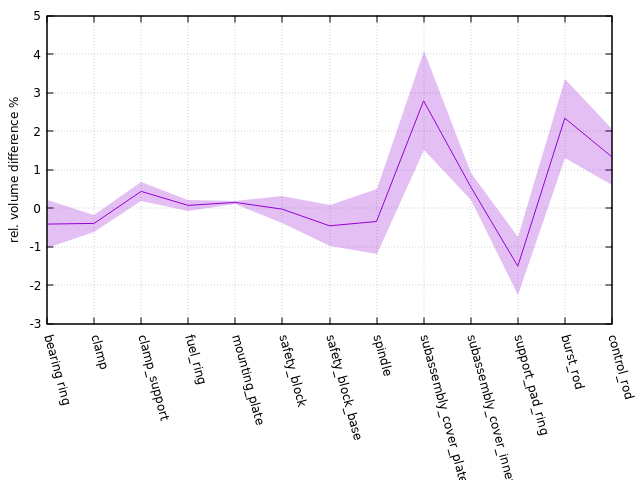 5
4
3
2
1
0
-1
-2
-3
rel. volume difference %
bearing ring
clamp
clamp_support
fuel_ring
mounting_plate
safety_block
safety_block_base
spindle
subassembly_cover_plate
subassembly_cover_inne
support_pad_ring
burst_rod
control_rod